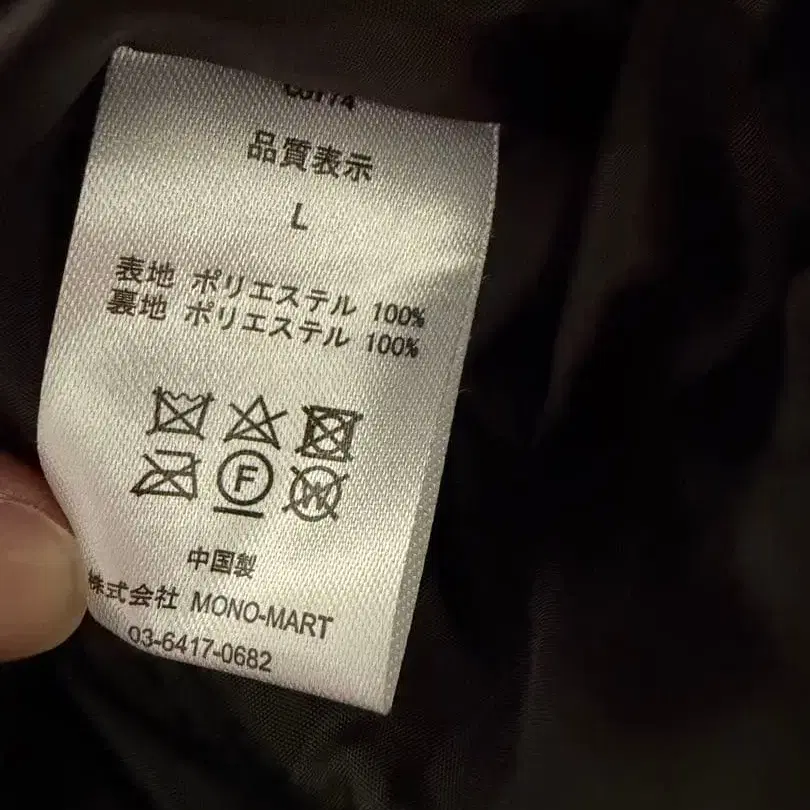 品質表示
L
表地 ポリエステル 100%
裏地 ポリエステル 100%
F
W
中国製
株式会社 MONO-MART
03-6417-0682